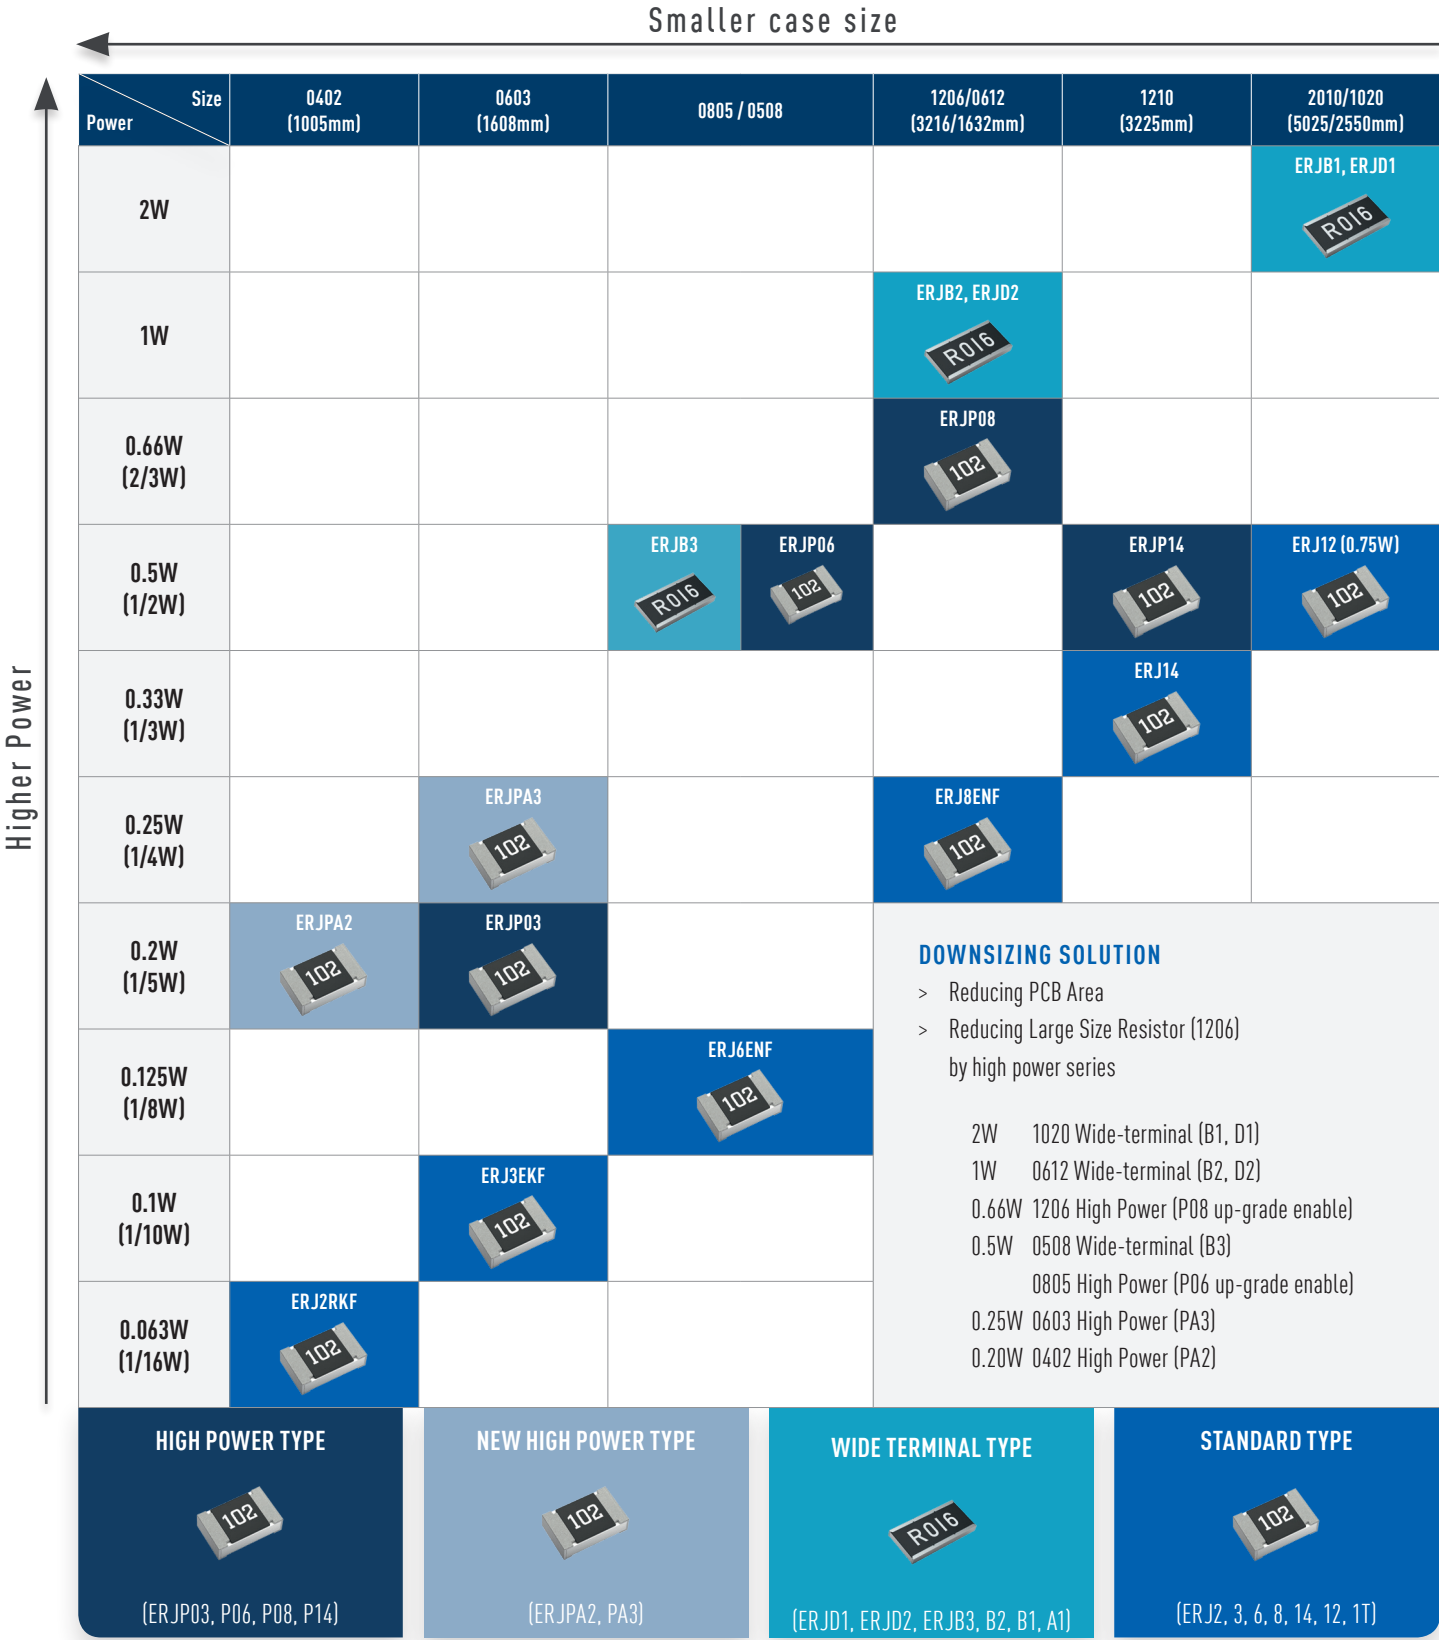 Smaller case size
Higher Power
Size
Power
0402
(1005mm)
0603
(1608mm)
0805 / 0508
1206/0612
(3216/1632mm)
1210
(3225mm)
2010/1020
(5025/2550mm)
2W
ERJB1, ERJD1
R016
1W
ERJB2, ERJD2
R016
0.66W
(2/3W)
ERJP08
102
0.5W
(1/2W)
ERJB3
R016
ERJP06
102
ERJP14
102
ERJ12 (0.75W)
102
0.33W
(1/3W)
ERJ14
102
0.25W
(1/4W)
ERJPA3
102
ERJ8ENF
102
0.2W
(1/5W)
ERJPA2
102
ERJP03
102
0.125W
(1/8W)
ERJ6ENF
102
0.1W
(1/10W)
ERJ3EKF
102
0.063W
(1/16W)
ERJ2RKF
102
DOWNSIZING SOLUTION
> Reducing PCB Area
> Reducing Large Size Resistor (1206)
by high power series
2W 1020 Wide-terminal (B1, D1)
1W 0612 Wide-terminal (B2, D2)
0.66W 1206 High Power (P08 up-grade enable)
0.5W 0508 Wide-terminal (B3)
0805 High Power (P06 up-grade enable)
0.25W 0603 High Power (PA3)
0.20W 0402 High Power (PA2)
HIGH POWER TYPE
102
(ERJP03, P06, P08, P14)
NEW HIGH POWER TYPE
102
(ERJPA2, PA3)
WIDE TERMINAL TYPE
R016
(ERJD1, ERJD2, ERJB3, B2, B1, A1)
STANDARD TYPE
102
(ERJ2, 3, 6, 8, 14, 12, 1T)